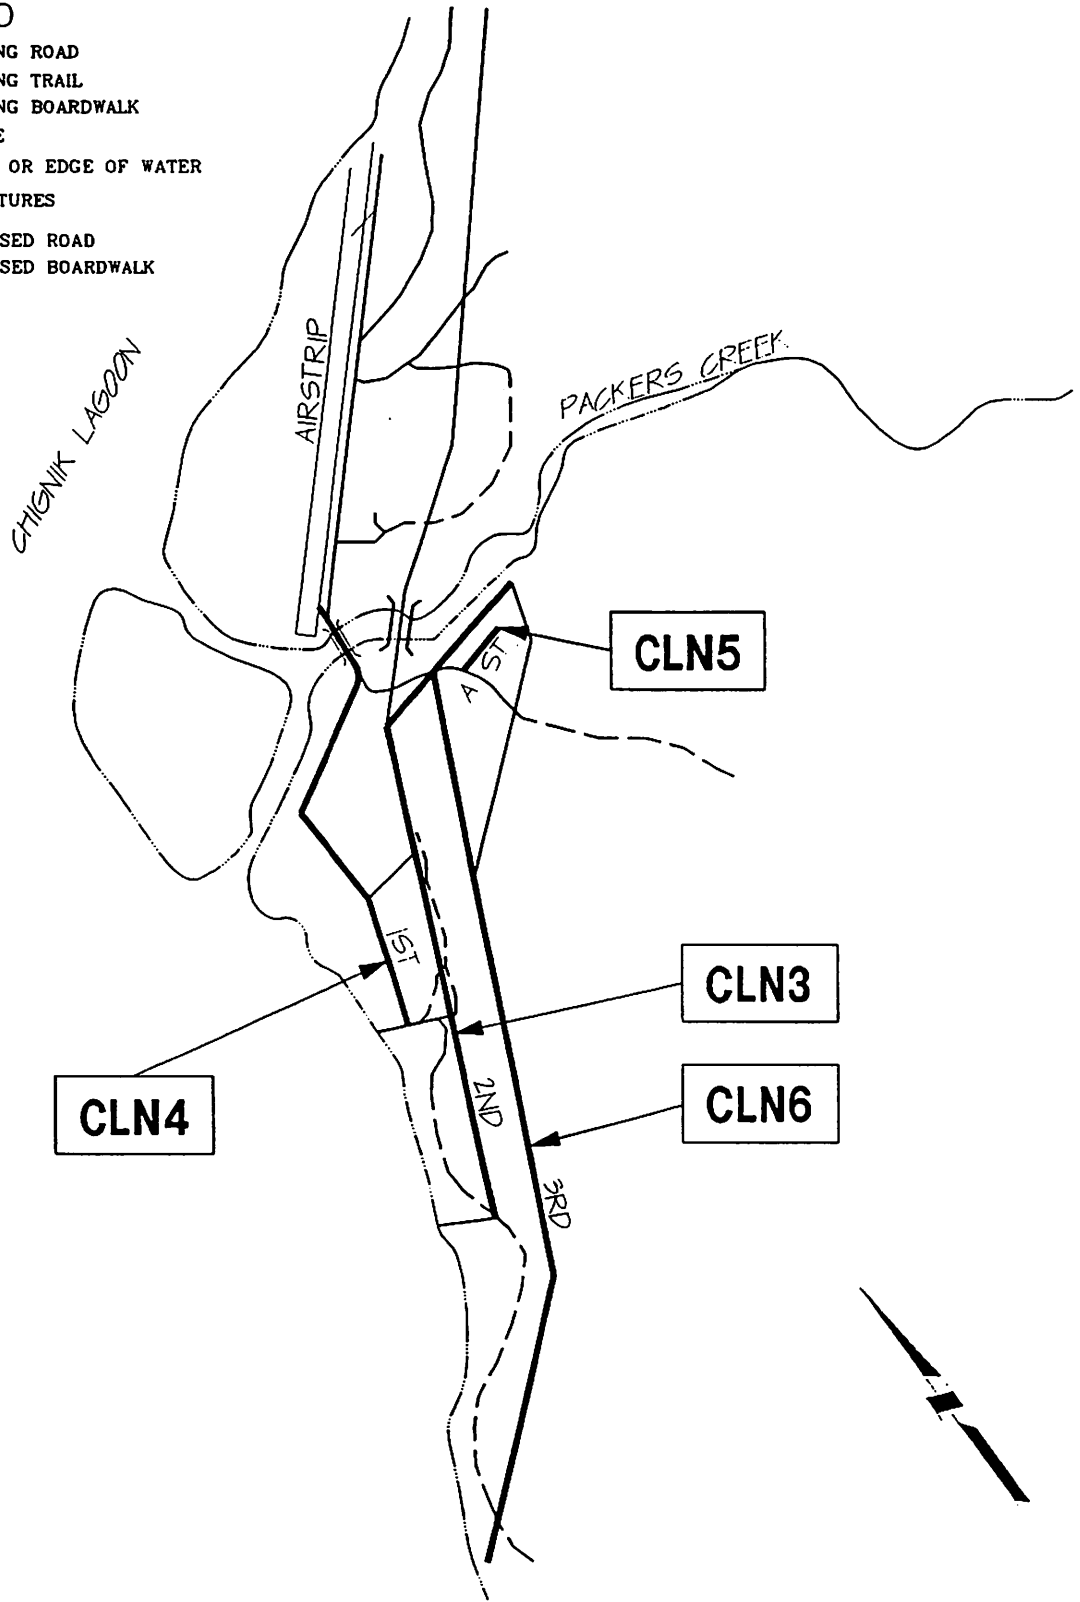 NG ROAD
NG TRAIL
NG BOARDWALK
E
OR EDGE OF WATER
TURES
SED ROAD
SED BOARDWALK
CHIGNIK LAGOON
AIRSTRIP
PACKERS CREEK
CLN5
A ST
1ST
CLN3
CLN4
2ND
CLN6
3RD